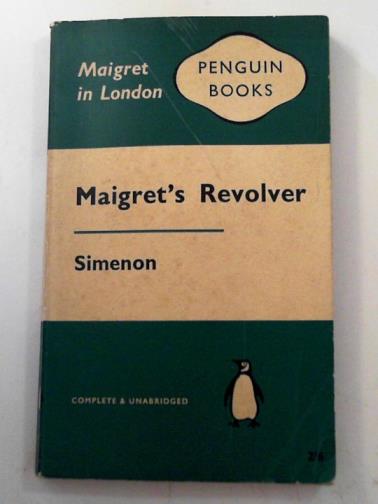 Maigret
in London
PENGUIN
BOOKS
Maigret's Revolver
Simenon
COMPLETE & UNABRIDGED
2/6